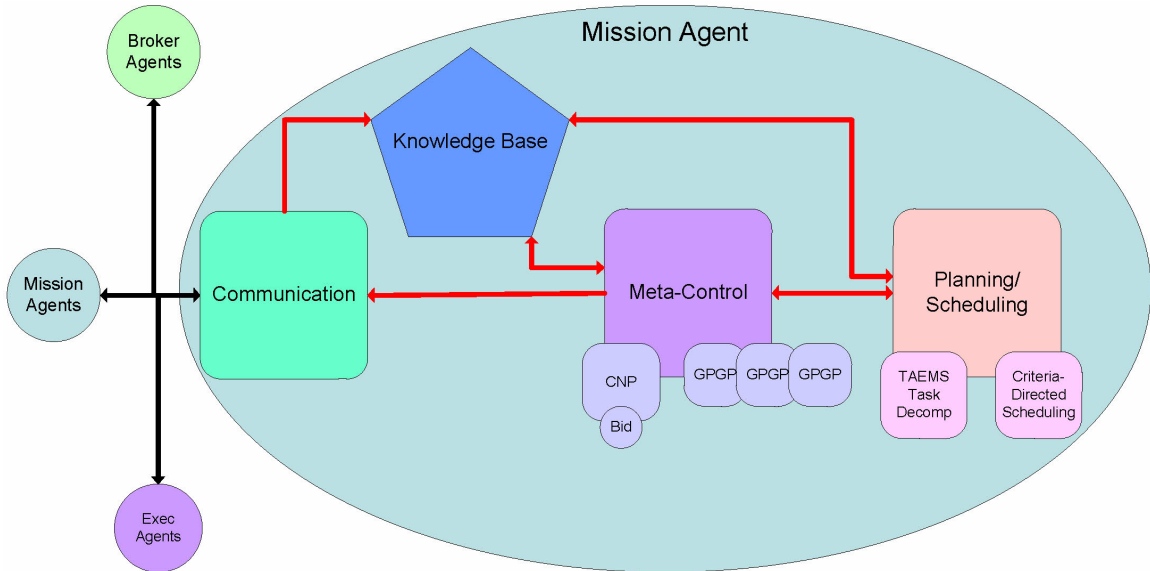 Mission Agent
Broker
Agents
Knowledge Base
Mission
Agents
Communication
Meta-Control
Planning/
Scheduling
CNP
Bid
GPGP
GPGP
GPGP
TAEMS
Task
Decomp
Criteria-
Directed
Scheduling
Exec
Agents